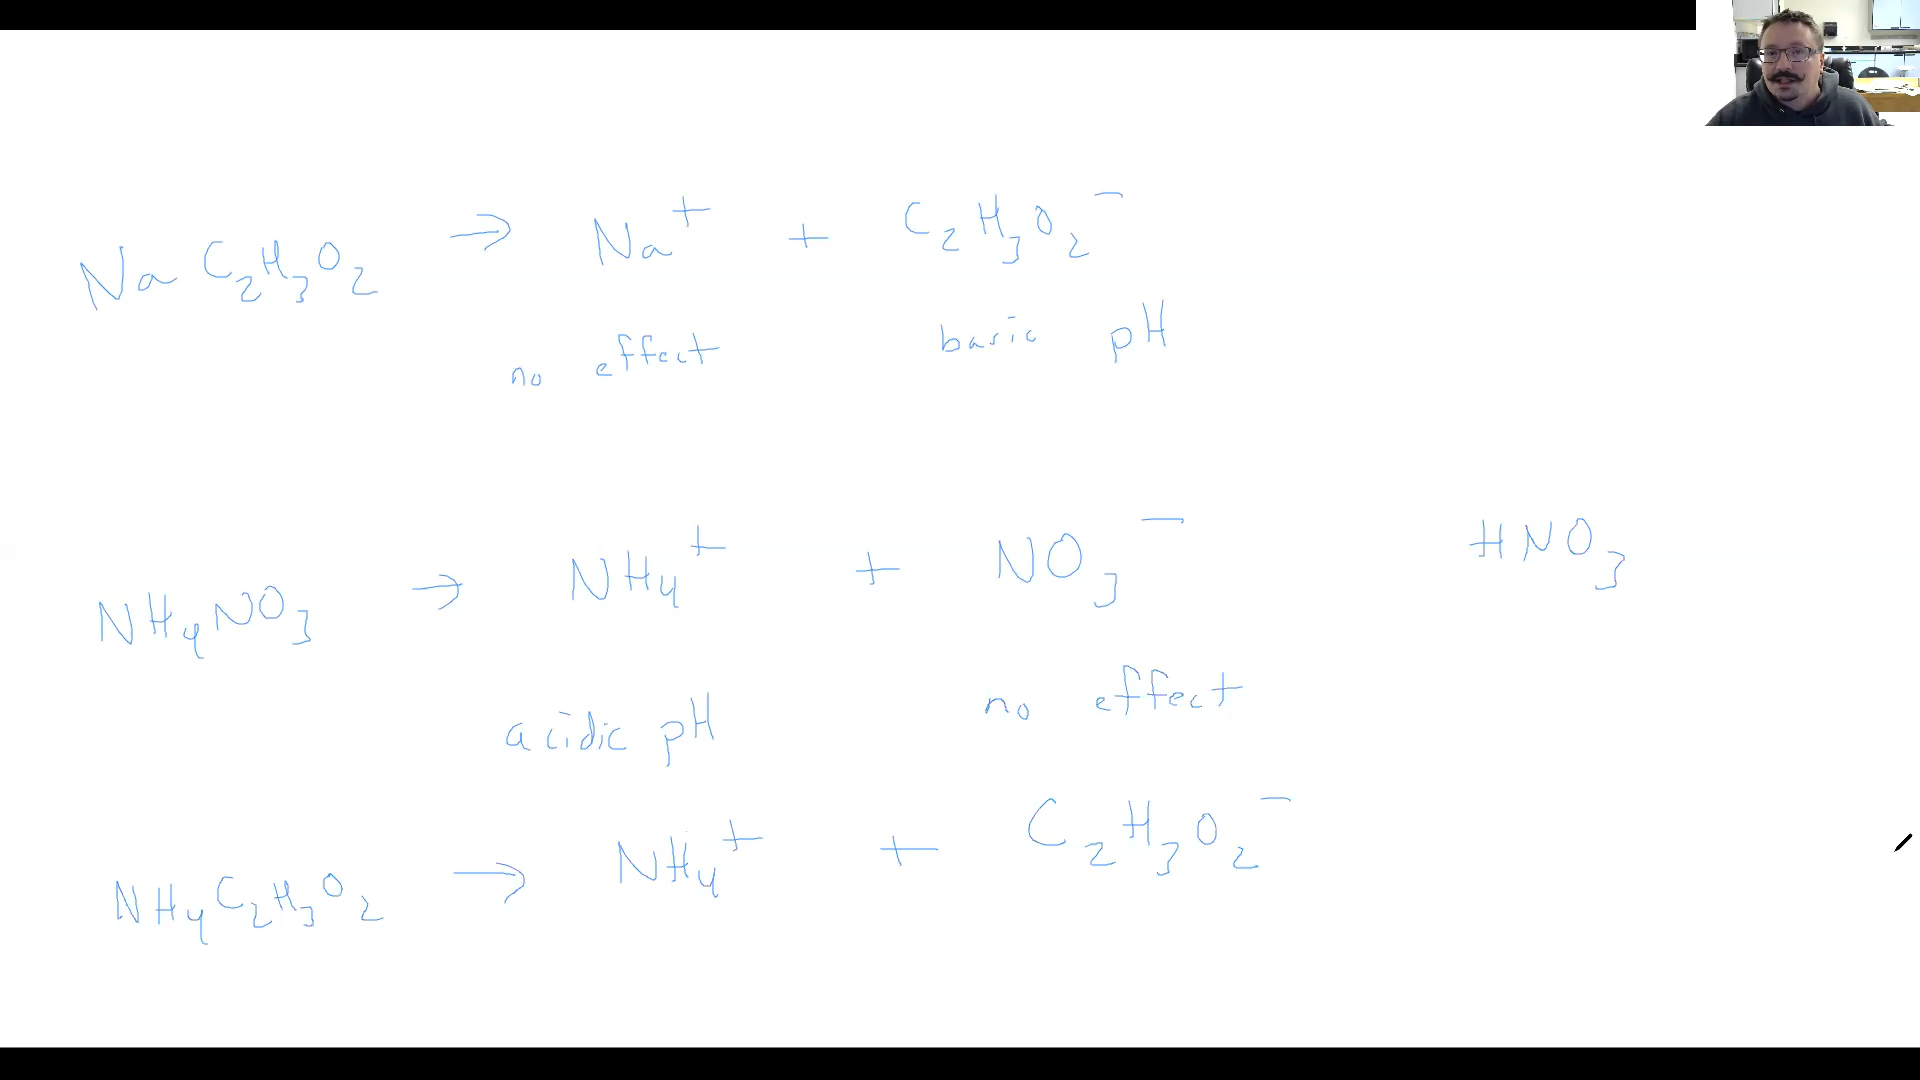 NaC₂H₃O₂ → Na⁺ + C₂H₃O₂⁻
no effect basic pH
NH₄NO₃ → NH₄⁺ + NO₃⁻ HNO₃
acidic pH no effect
NH₄C₂H₃O₂ → NH₄⁺ + C₂H₃O₂⁻